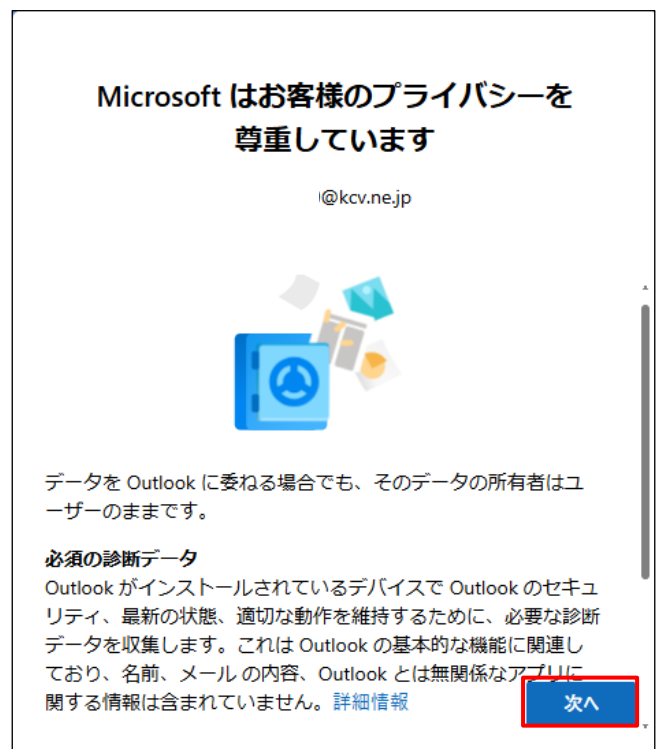 Microsoft はお客様のプライバシーを
尊重しています
@kcv.ne.jp
データを Outlook に委ねる場合でも、そのデータの所有者はユ
ーザーのままです。
必須の診断データ
Outlook がインストールされているデバイスで Outlook のセキュ
リティ、最新の状態、適切な動作を維持するために、必要な診断
データを収集します。これは Outlook の基本的な機能に関連し
ており、名前、メール の内容、Outlook とは無関係なアプリに
関する情報は含まれていません。詳細情報
次へ